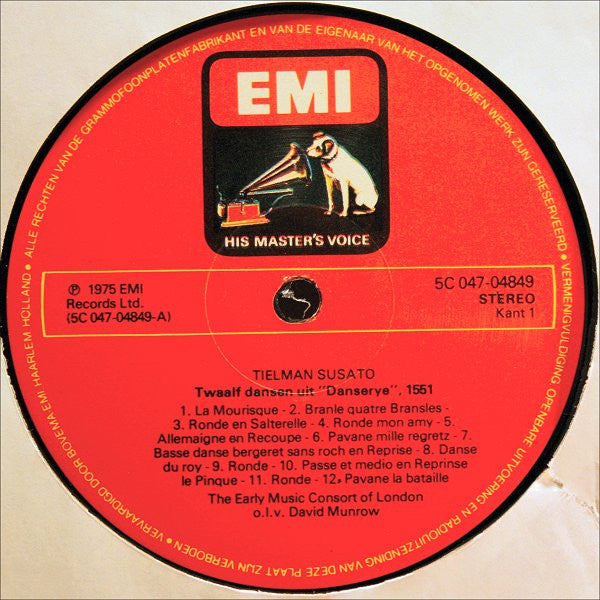 ALLE RECHTEN VAN DE GRAMMOFOONPLATENFABRIKANT EN VAN DE EIGENAAR VAN HET OPGENOMEN WERK ZIJN GERESERVEERD • VERMENIGVULDIGING OPENBARE UITVOERING EN RADIOUITZENDING VAN DEZE PLAAT ZIJN VERBODEN • VERVAARDIGD DOOR BOVEMA EMI HAARLEM HOLLAND •
EMI
HIS MASTER'S VOICE
℗ 1975 EMI
Records Ltd.
(5C 047-04849-A)
5C 047-04849
STEREO
Kant 1
TIELMAN SUSATO
Twaalf dansen uit "Danserye", 1551
1. La Mourisque - 2. Branle quatre Bransles -
3. Ronde en Salterelle - 4. Ronde mon amy - 5.
Allemaigne en Recoupe - 6. Pavane mille regretz - 7.
Basse danse bergeret sans roch en Reprise - 8. Danse
du roy - 9. Ronde - 10. Passe et medio en Reprinse
le Pinque - 11. Ronde - 12. Pavane la bataille
The Early Music Consort of London
o.l.v. David Munrow